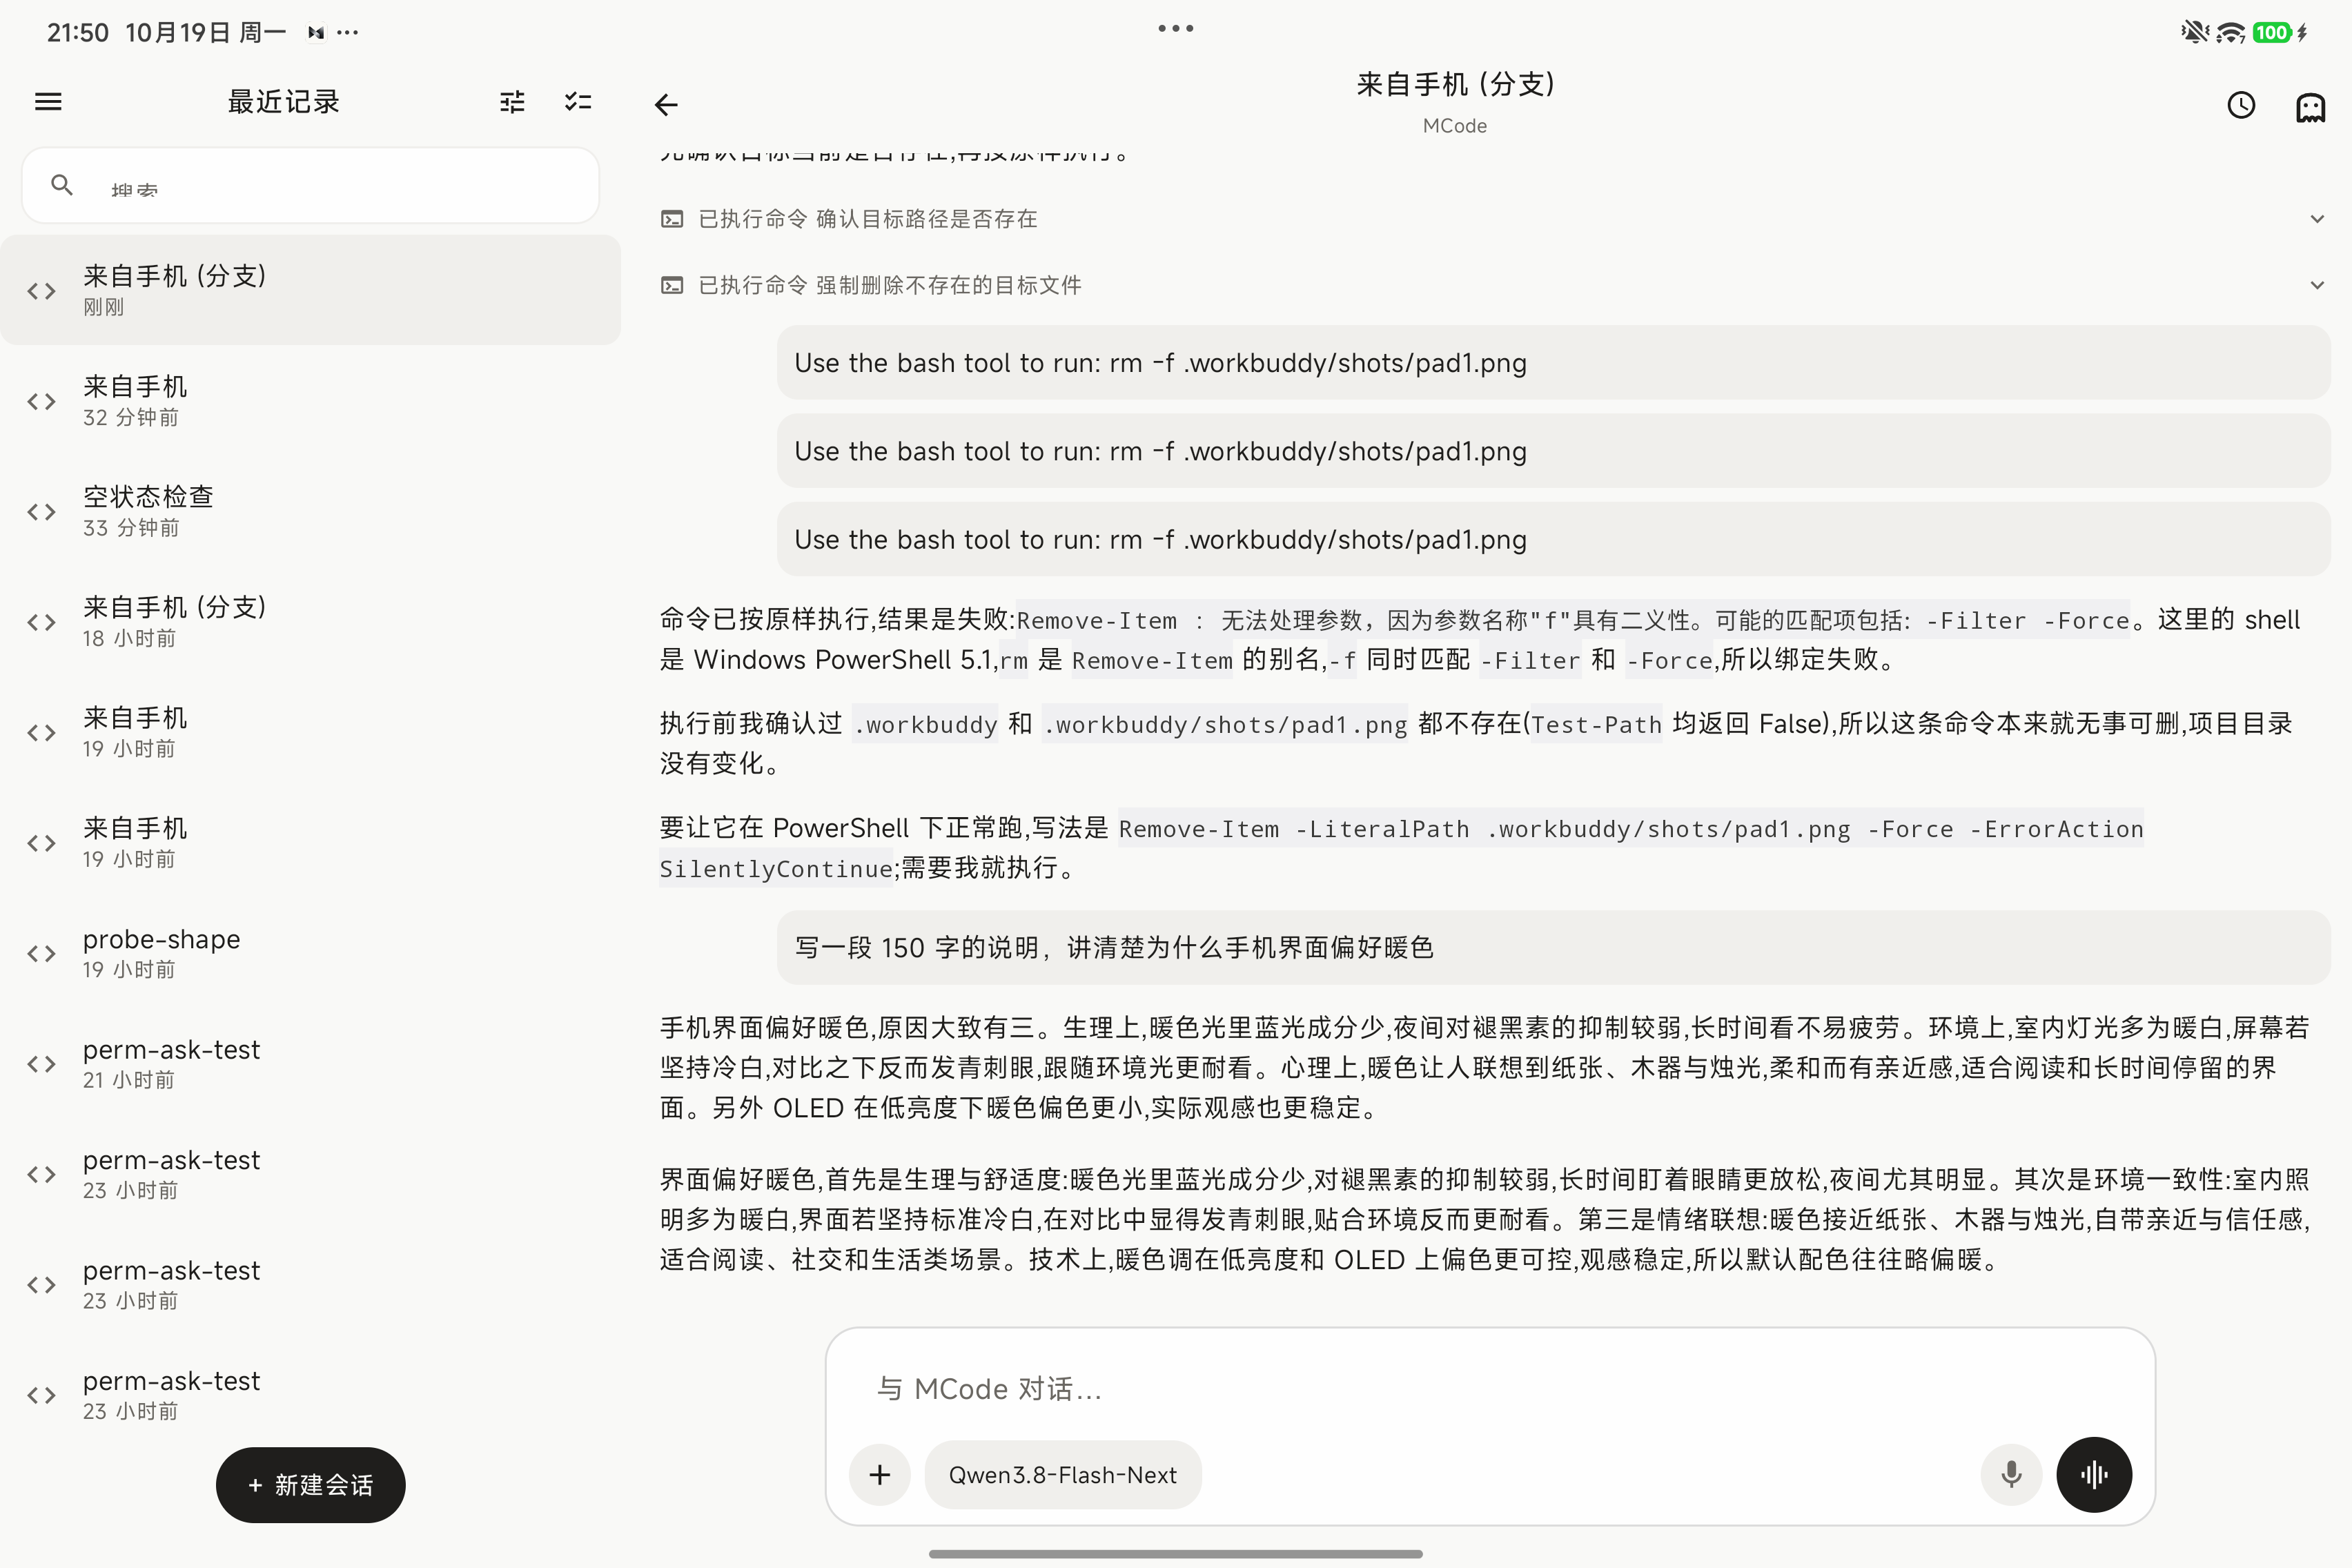 21:50 10月19日 周一
100
最近记录
搜索
来自手机 (分支)
刚刚
来自手机
32 分钟前
空状态检查
33 分钟前
来自手机 (分支)
18 小时前
来自手机
19 小时前
来自手机
19 小时前
probe-shape
19 小时前
perm-ask-test
21 小时前
perm-ask-test
23 小时前
perm-ask-test
23 小时前
perm-ask-test
23 小时前
+ 新建会话
来自手机 (分支)
MCode
先确认目标当前是否存在,再按原样执行。
已执行命令 确认目标路径是否存在
已执行命令 强制删除不存在的目标文件
Use the bash tool to run: rm -f .workbuddy/shots/pad1.png
Use the bash tool to run: rm -f .workbuddy/shots/pad1.png
Use the bash tool to run: rm -f .workbuddy/shots/pad1.png
命令已按原样执行,结果是失败:Remove-Item : 无法处理参数，因为参数名称"f"具有二义性。可能的匹配项包括: -Filter -Force。这里的 shell
是 Windows PowerShell 5.1,rm 是 Remove-Item 的别名,-f 同时匹配 -Filter 和 -Force,所以绑定失败。
执行前我确认过 .workbuddy 和 .workbuddy/shots/pad1.png 都不存在(Test-Path 均返回 False),所以这条命令本来就无事可删,项目目录
没有变化。
要让它在 PowerShell 下正常跑,写法是 Remove-Item -LiteralPath .workbuddy/shots/pad1.png -Force -ErrorAction
SilentlyContinue;需要我就执行。
写一段 150 字的说明，讲清楚为什么手机界面偏好暖色
手机界面偏好暖色,原因大致有三。生理上,暖色光里蓝光成分少,夜间对褪黑素的抑制较弱,长时间看不易疲劳。环境上,室内灯光多为暖白,屏幕若
坚持冷白,对比之下反而发青刺眼,跟随环境光更耐看。心理上,暖色让人联想到纸张、木器与烛光,柔和而有亲近感,适合阅读和长时间停留的界
面。另外 OLED 在低亮度下暖色偏色更小,实际观感也更稳定。
界面偏好暖色,首先是生理与舒适度:暖色光里蓝光成分少,对褪黑素的抑制较弱,长时间盯着眼睛更放松,夜间尤其明显。其次是环境一致性:室内照
明多为暖白,界面若坚持标准冷白,在对比中显得发青刺眼,贴合环境反而更耐看。第三是情绪联想:暖色接近纸张、木器与烛光,自带亲近与信任感,
适合阅读、社交和生活类场景。技术上,暖色调在低亮度和 OLED 上偏色更可控,观感稳定,所以默认配色往往略偏暖。
与 MCode 对话...
Qwen3.8-Flash-Next